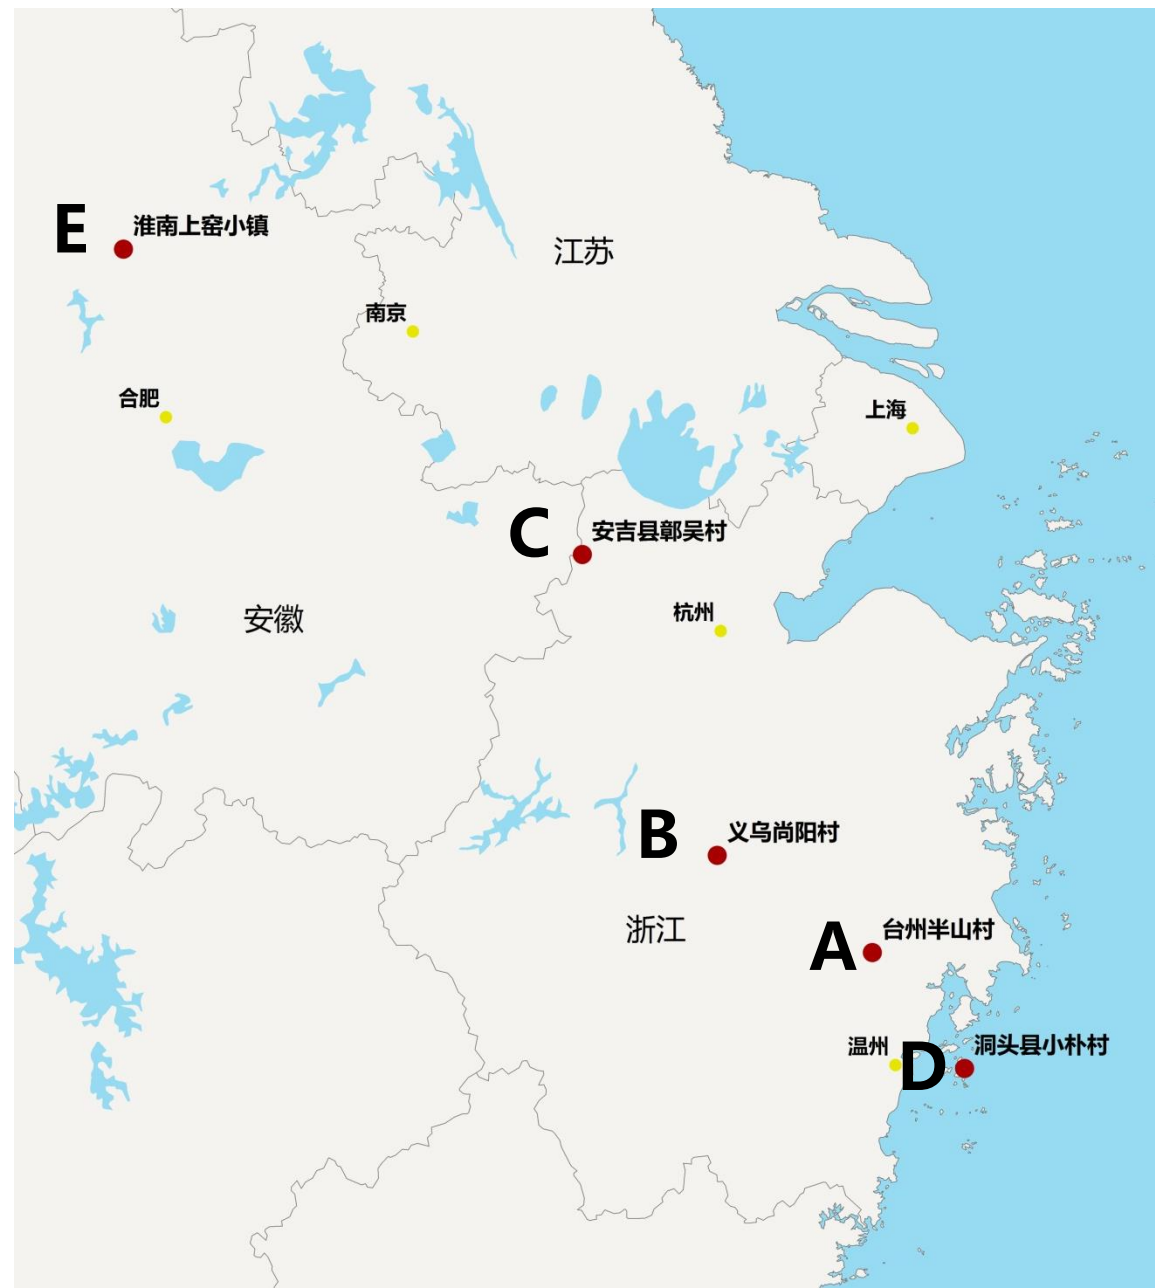 E
淮南上窑小镇
江苏
南京
合肥
上海
C
安吉县鄣吴村
安徽
杭州
B
义乌尚阳村
浙江
A
台州半山村
温州
D
洞头县小朴村